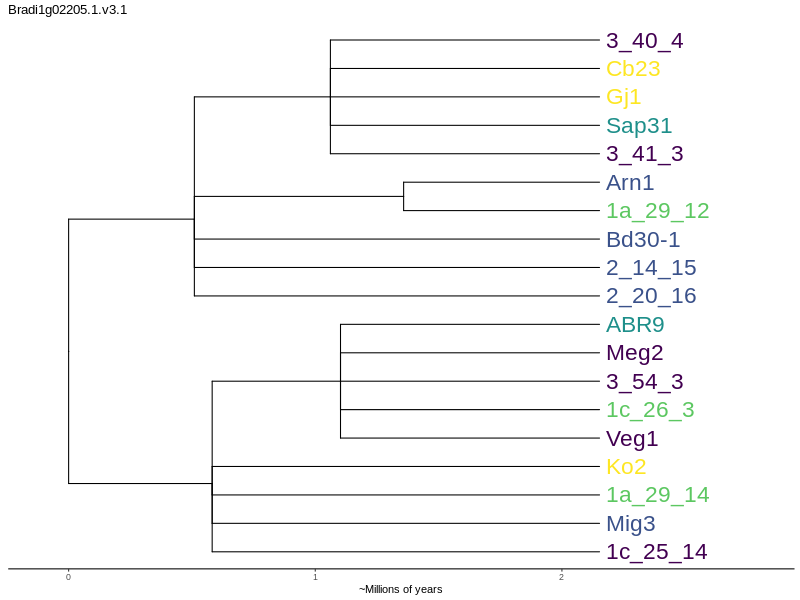 Bradi1g02205.1.v3.1
3_40_4
Cb23
Gj1
Sap31
3_41_3
Arn1
1a_29_12
Bd30-1
2_14_15
2_20_16
ABR9
Meg2
3_54_3
1c_26_3
Veg1
Ko2
1a_29_14
Mig3
1c_25_14
0 1 2
~Millions of years